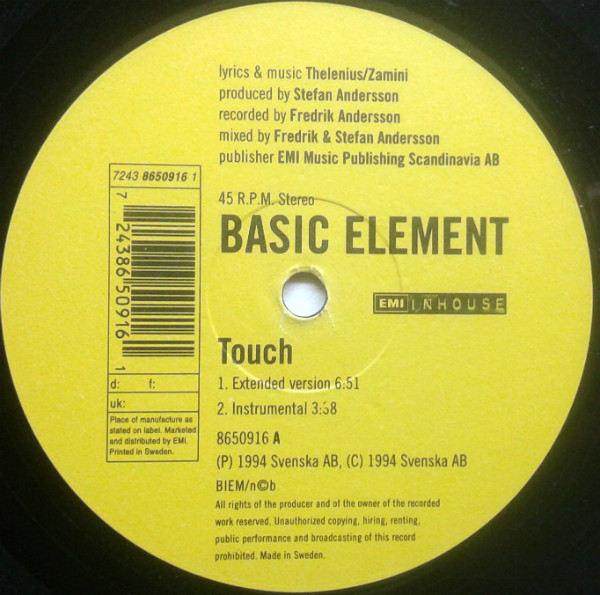 lyrics & music Thelenius/Zamini
produced by Stefan Andersson
recorded by Fredrik Andersson
mixed by Fredrik & Stefan Andersson
publisher EMI Music Publishing Scandinavia AB
7243 8650916 1
7 24386 50916 1
d: f:
uk:
Place of manufacture as
stated on label. Marketed
and distributed by EMI.
Printed in Sweden.
45 R.P.M. Stereo
BASIC ELEMENT
EMI INHOUSE
Touch
1. Extended version 6:51
2. Instrumental 3:58
8650916 A
(P) 1994 Svenska AB, (C) 1994 Svenska AB
BIEM/n©b
All rights of the producer and of the owner of the recorded
work reserved. Unauthorized copying, hiring, renting,
public performance and broadcasting of this record
prohibited. Made in Sweden.